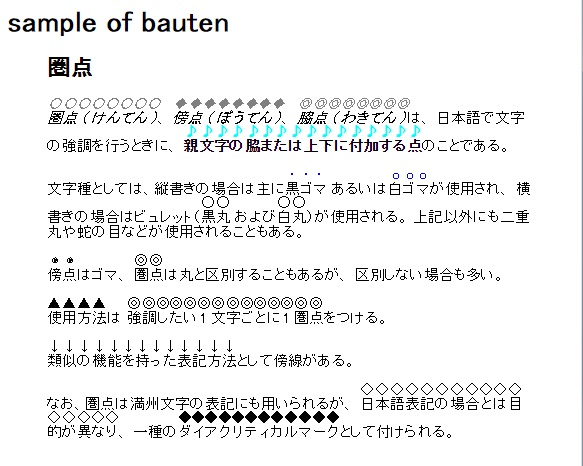 sample of bauten
圏点
圏点(けんてん)、傍点(ぼうてん)、脇点(わきてん)は、日本語で文字
の強調を行うときに、親文字の脇または上下に付加する点のことである。
文字種としては、縦書きの場合は主に黒ゴマあるいは白ゴマが使用され、横
書きの場合はビュレット(黒丸および白丸)が使用される。上記以外にも二重
丸や蛇の目などが使用されることもある。
傍点はゴマ、圏点は丸と区別することもあるが、区別しない場合も多い。
使用方法は強調したい1文字ごとに1圏点をつける。
類似の機能を持った表記方法として傍線がある。
なお、圏点は満州文字の表記にも用いられるが、日本語表記の場合とは目
的が異なり、一種のダイアクリティカルマークとして付けられる。